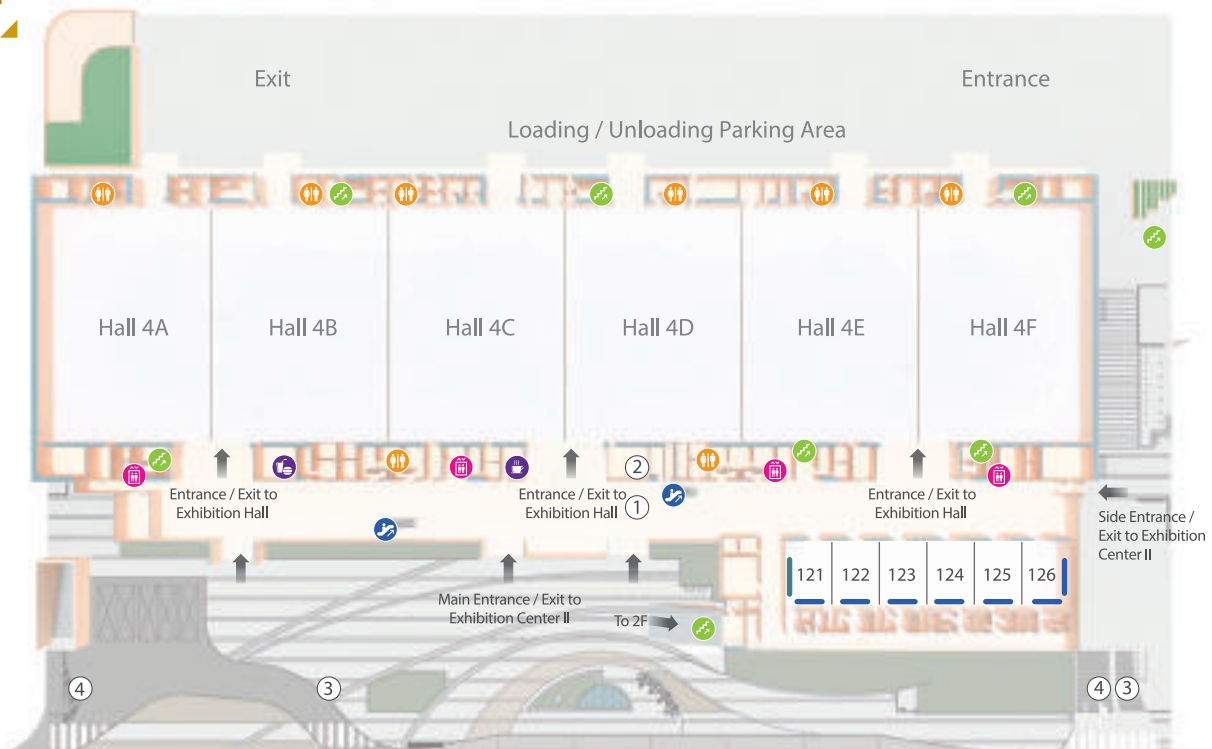 Exit
Entrance
Loading / Unloading Parking Area
Hall 4A
Hall 4B
Hall 4C
Hall 4D
Hall 4E
Hall 4F
2
Entrance / Exit to
Exhibition Hall
Entrance / Exit to
Exhibition Hall
1
Entrance / Exit to
Exhibition Hall
Side Entrance /
Exit to Exhibition
Center II
121
122
123
124
125
126
Main Entrance / Exit to
Exhibition Center II
To 2F
4
3
4
3